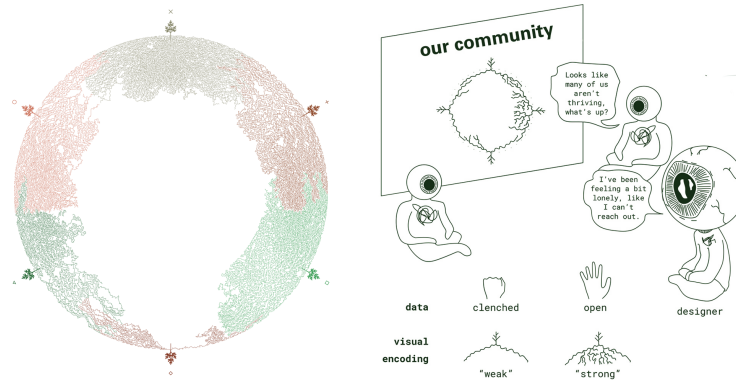 our community
Looks like
many of us
aren't
thriving,
what's up?
I've been
feeling a bit
lonely, like
I can't
reach out.
data
clenched
open
designer
visual
encoding
"weak"
"strong"